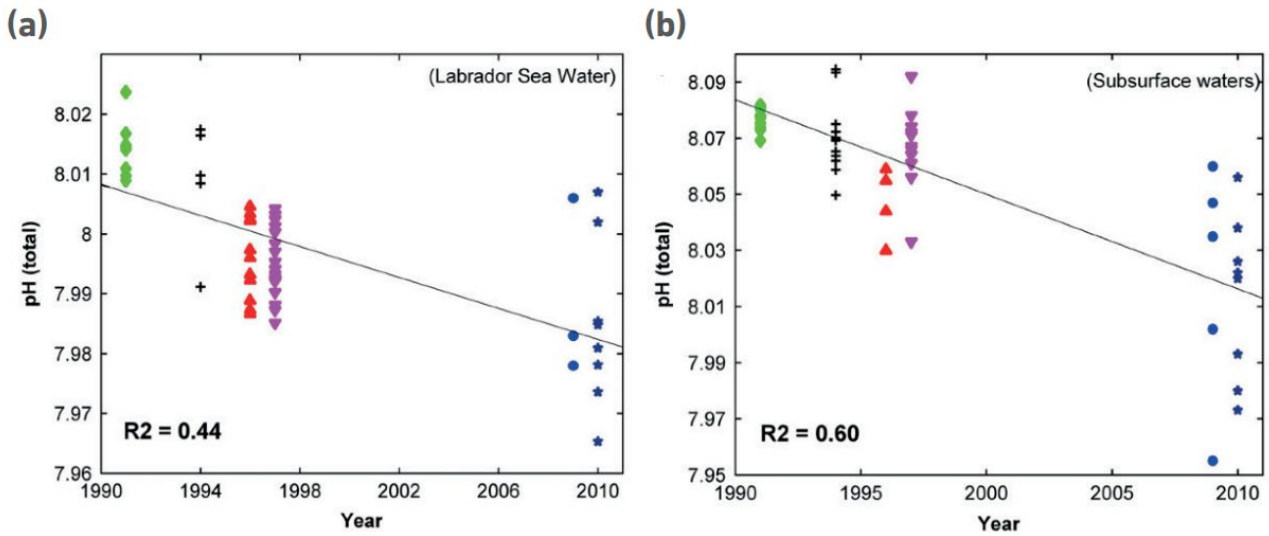 (a)
(Labrador Sea Water)
8.02
8.01
8
7.99
7.98
7.97
7.96
pH (total)
R2 = 0.44
1990
1994
1998
2002
2006
2010
Year
(b)
(Subsurface waters)
8.09
8.07
8.05
8.03
8.01
7.99
7.97
7.95
pH (total)
R2 = 0.60
1990
1995
2000
2005
2010
Year